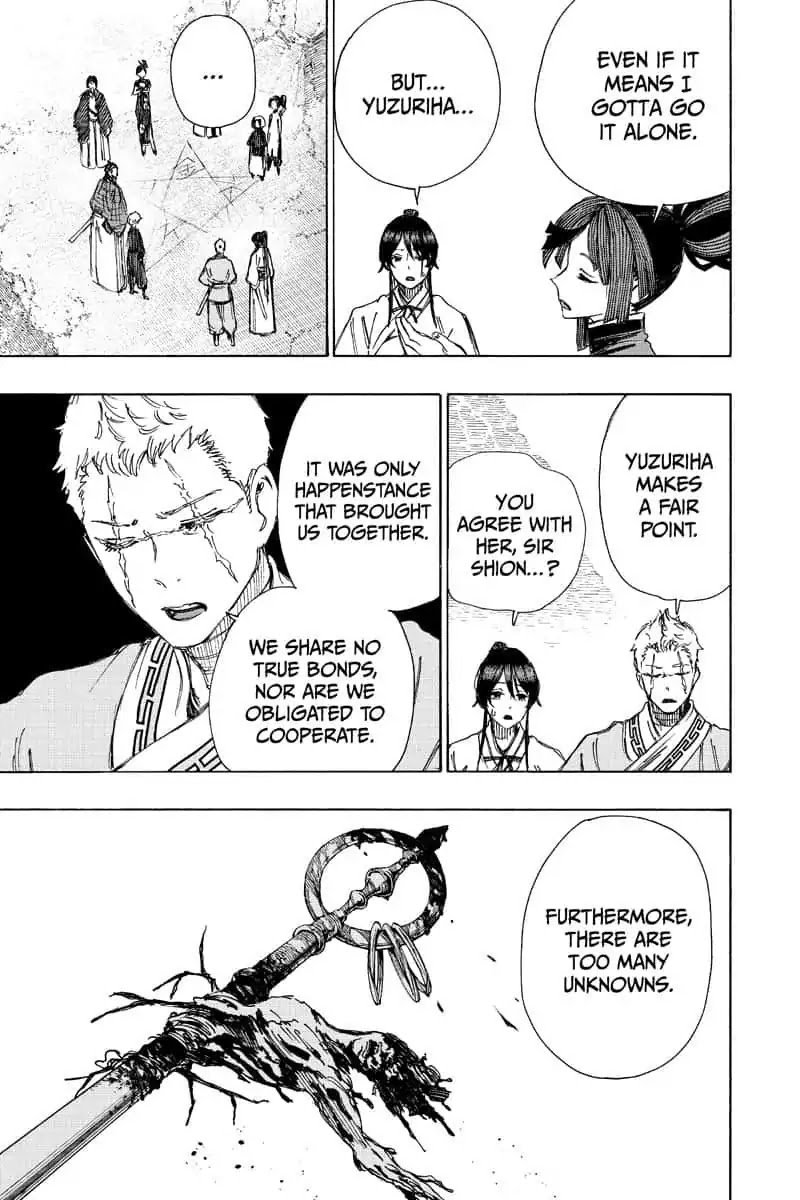 EVEN IF IT
MEANS I
GOTTA GO
IT ALONE.
BUT...
YUZURIHA...
...
金
YUZURIHA
MAKES
A FAIR
POINT.
YOU
AGREE WITH
HER, SIR
SHION...?
IT WAS ONLY
HAPPENSTANCE
THAT BROUGHT
US TOGETHER.
WE SHARE NO
TRUE BONDS,
NOR ARE WE
OBLIGATED TO
COOPERATE.
FURTHERMORE,
THERE ARE
TOO MANY
UNKNOWNS.